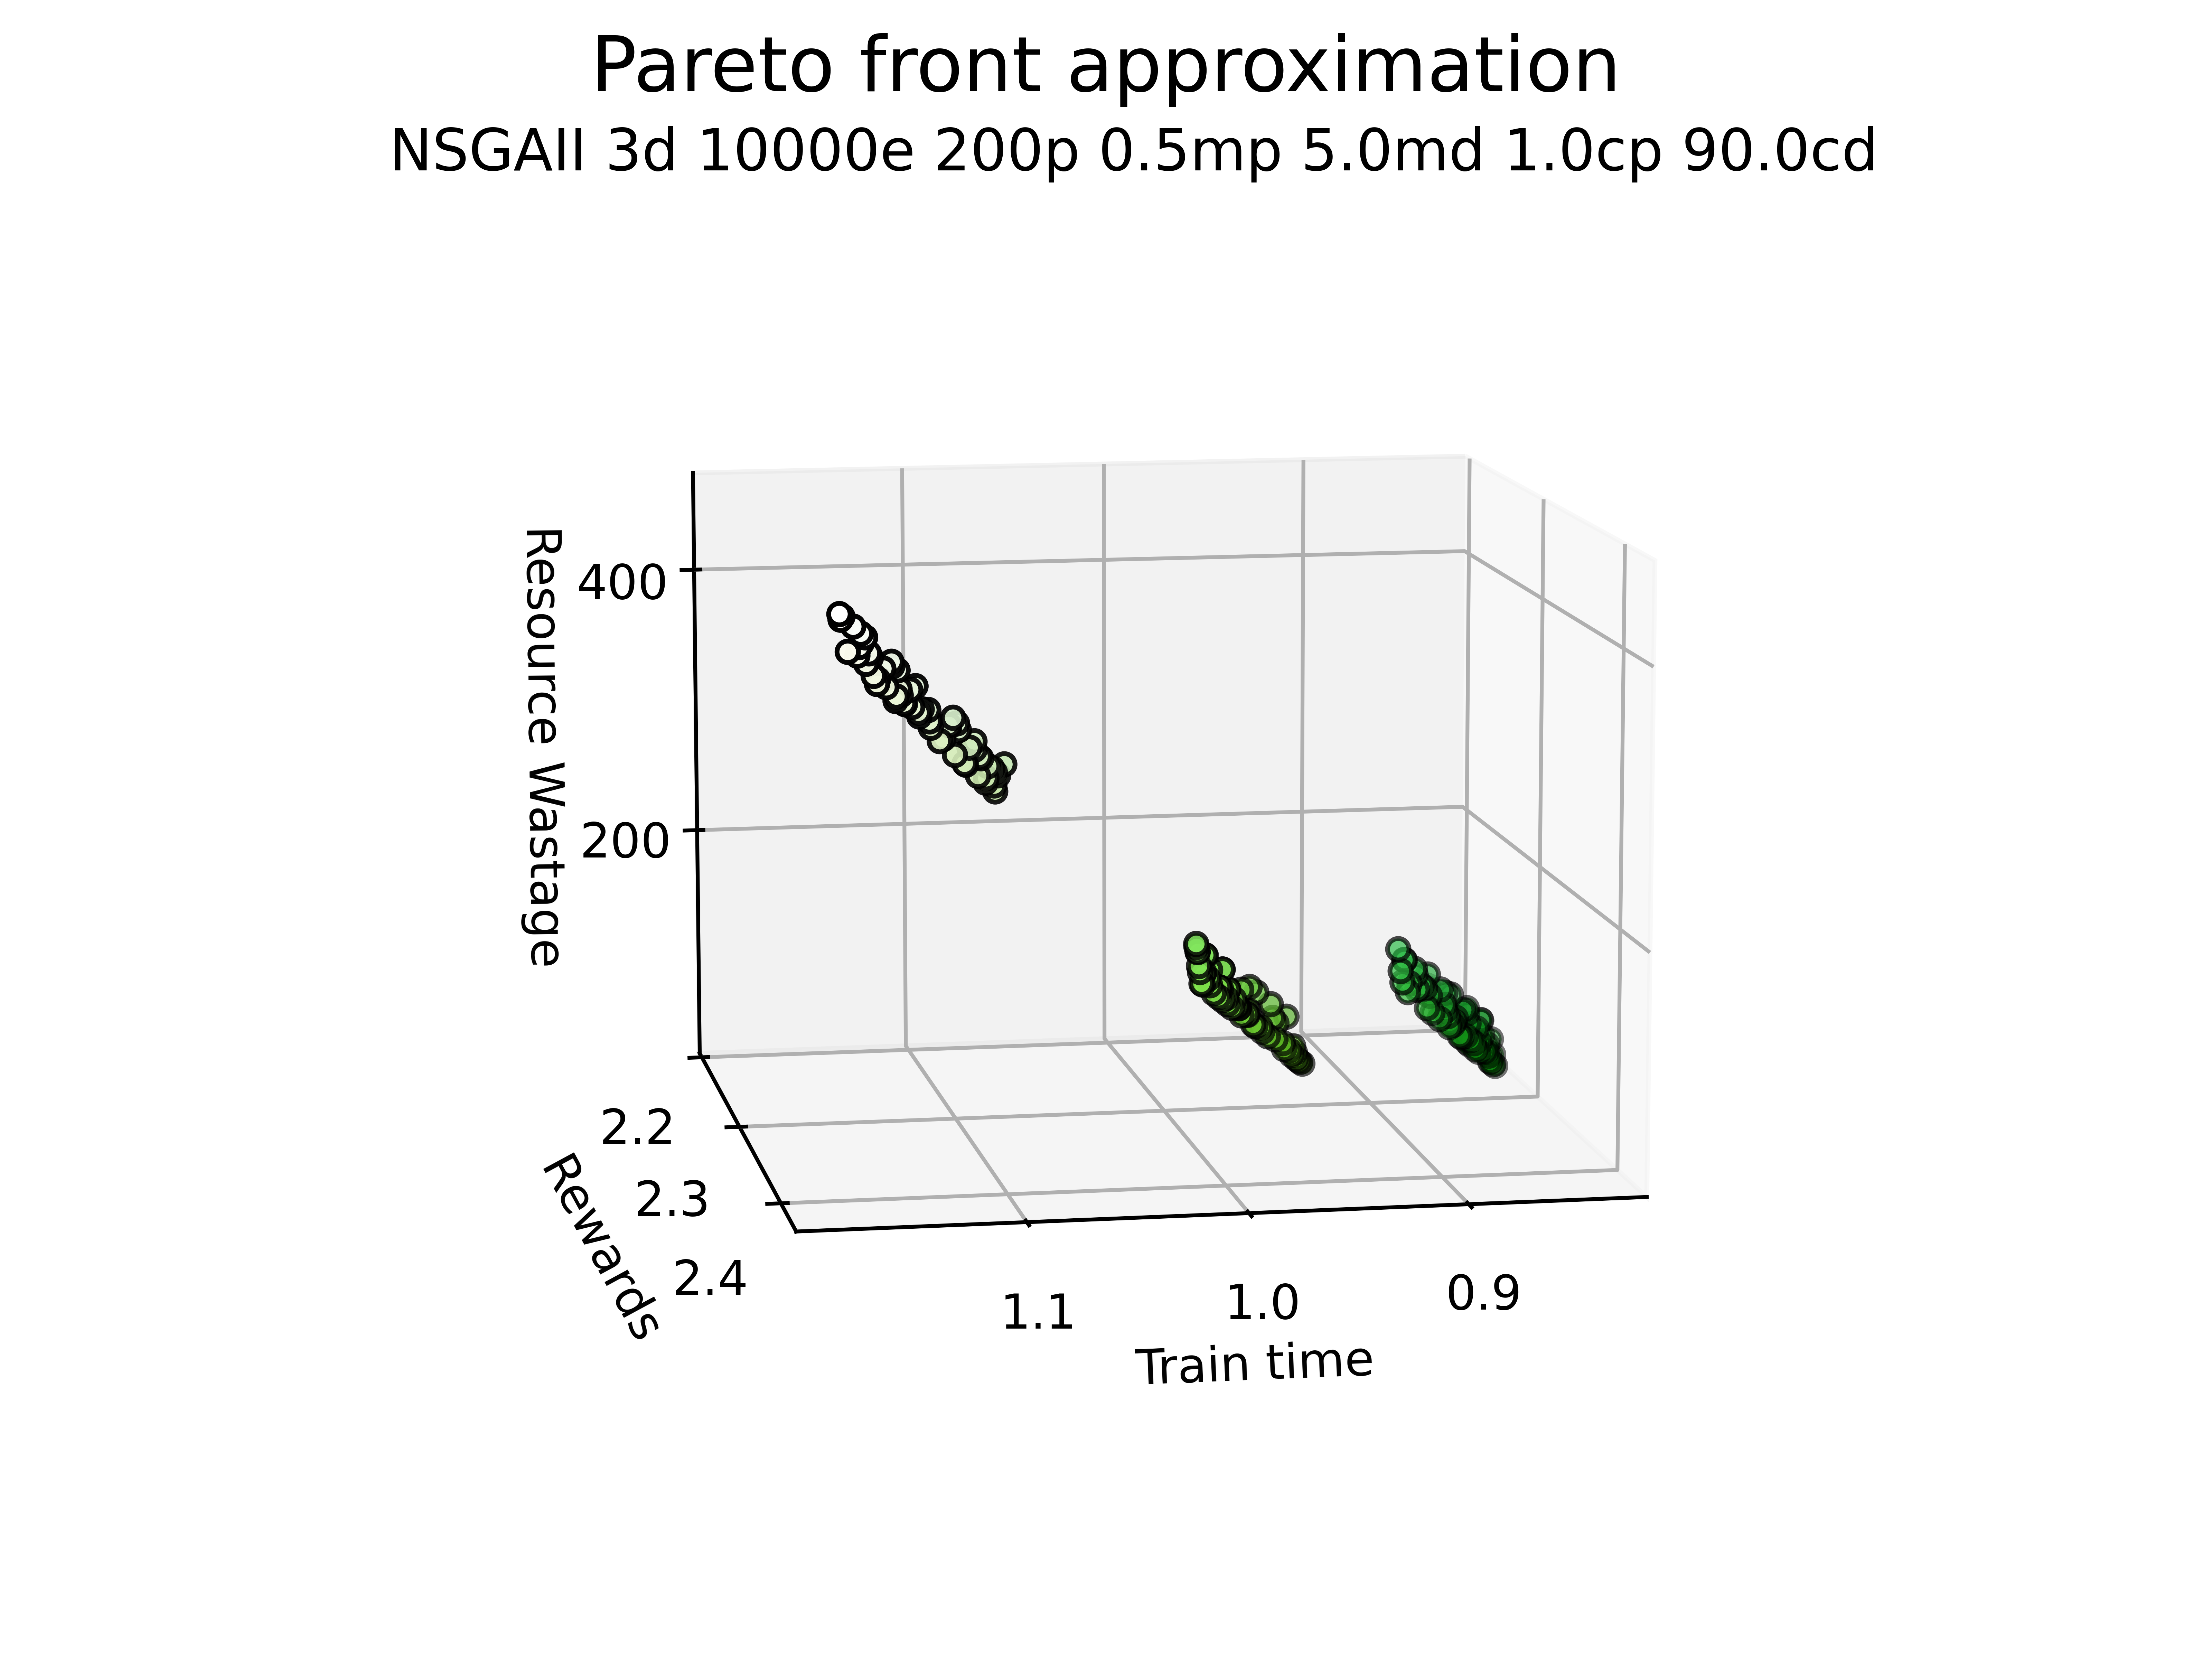 Pareto front approximation
NSGAII 3d 10000e 200p 0.5mp 5.0md 1.0cp 90.0cd
Ressource Wastage
400
200
Rewards
2.2
2.3
2.4
1.1
1.0
0.9
Train time